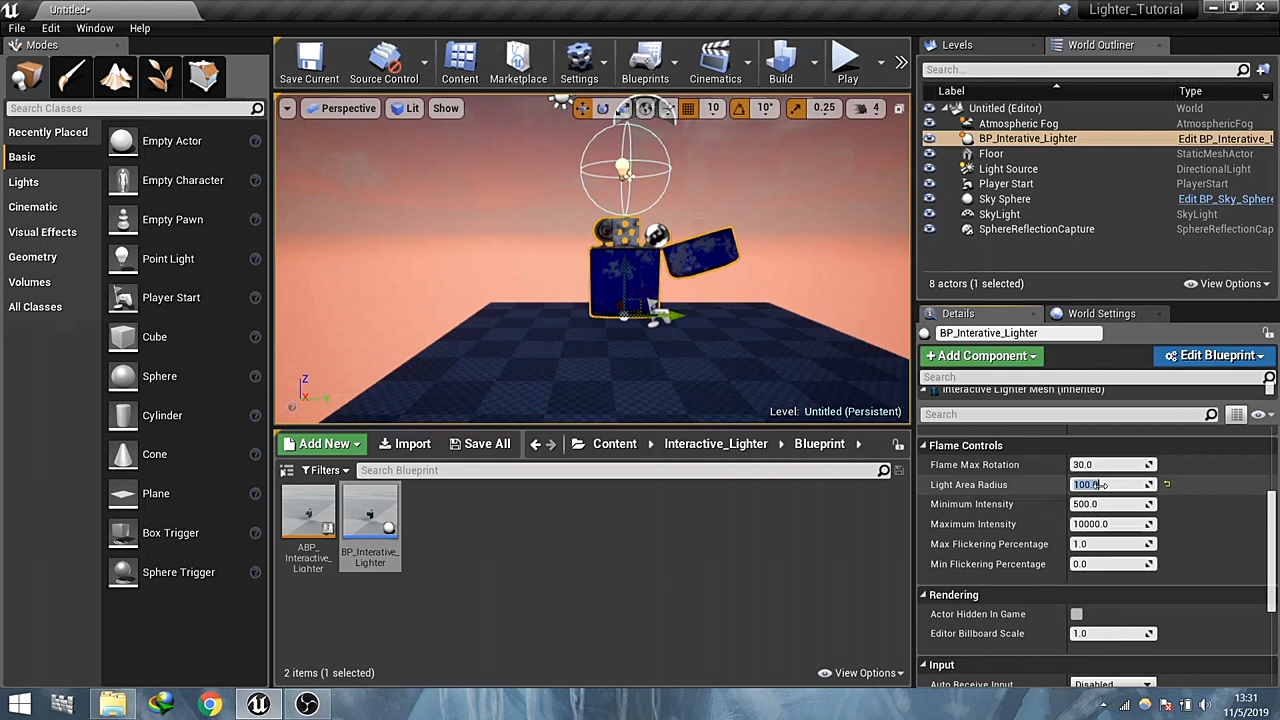 Untitled*
Lighter_Tutorial
File Edit Window Help
Modes
Search Classes
Recently Placed
Basic
Lights
Cinematic
Visual Effects
Geometry
Volumes
All Classes
Empty Actor
Empty Character
Empty Pawn
Point Light
Player Start
Cube
Sphere
Cylinder
Cone
Plane
Box Trigger
Sphere Trigger
Save Current Source Control Content Marketplace Settings Blueprints Cinematics Build Play
Perspective Lit Show 10 10° 0.25 4
Z
X
Level: Untitled (Persistent)
Add New Import Save All Content Interactive_Lighter Blueprint
Filters Search Blueprint
ABP_
Interactive_
Lighter
BP_Interative_
Lighter
2 items (1 selected) View Options
Levels World Outliner
Search...
Label Type
Untitled (Editor) World
Atmospheric Fog AtmosphericFog
BP_Interative_Lighter Edit BP_Interative_L
Floor StaticMeshActor
Light Source DirectionalLight
Player Start PlayerStart
Sky Sphere Edit BP_Sky_Sphere
SkyLight SkyLight
SphereReflectionCapture SphereReflectionCap
8 actors (1 selected) View Options
Details World Settings
BP_Interative_Lighter
+Add Component Edit Blueprint
Search
Interactive Lighter Mesh (Inherited)
Search
Flame Controls
Flame Max Rotation 30.0
Light Area Radius 100.0
Minimum Intensity 500.0
Maximum Intensity 10000.0
Max Flickering Percentage 1.0
Min Flickering Percentage 0.0
Rendering
Actor Hidden In Game
Editor Billboard Scale 1.0
Input
Auto Receive Input Disabled
13:31
11/5/2019